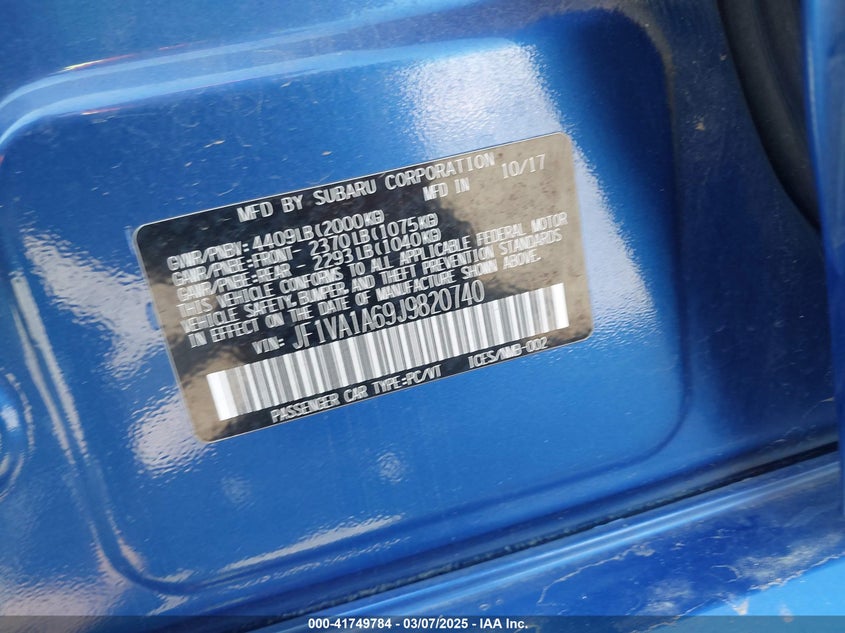 MFD BY SUBARU CORPORATION 10/17
MFD IN
GVWR/PNBV: 4409LB(2000KG)
GAWR/PNBE:FRONT- 2370LB(1075KG)
GAWR/PNBE:REAR - 2293LB(1040KG)
THIS VEHICLE CONFORMS TO ALL APPLICABLE FEDERAL MOTOR
VEHICLE SAFETY, BUMPER, AND THEFT PREVENTION STANDARDS
IN EFFECT ON THE DATE OF MANUFACTURE SHOWN ABOVE.
VIN: JF1VA1A69J9820740
PASSENGER CAR TYPE:PC/VT ICES/NMB-002
000-41749784 - 03/07/2025 - IAA Inc.